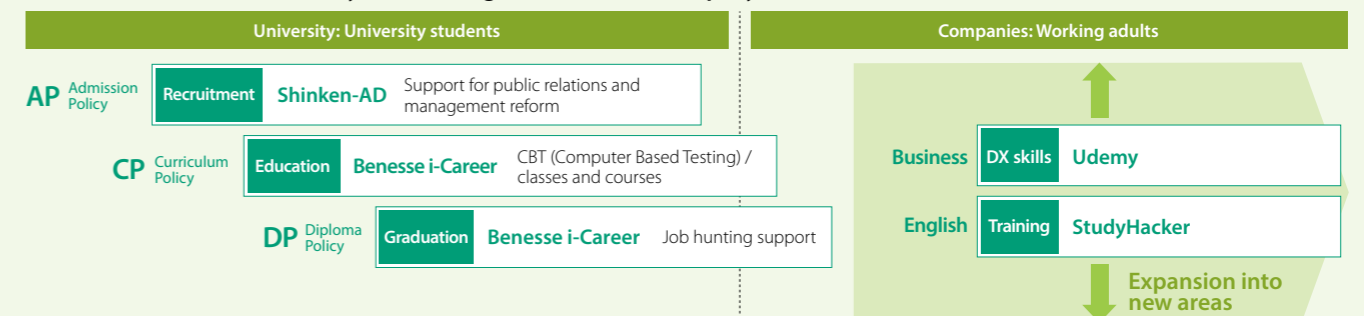 University: University students
Companies: Working adults
AP Admission
Policy
Recruitment
Shinken-AD
Support for public relations and
management reform
CP Curriculum
Policy
Education
Benesse i-Career
CBT (Computer Based Testing) /
classes and courses
DP Diploma
Policy
Graduation
Benesse i-Career
Job hunting support
Business
DX skills
Udemy
English
Training
StudyHacker
Expansion into
new areas